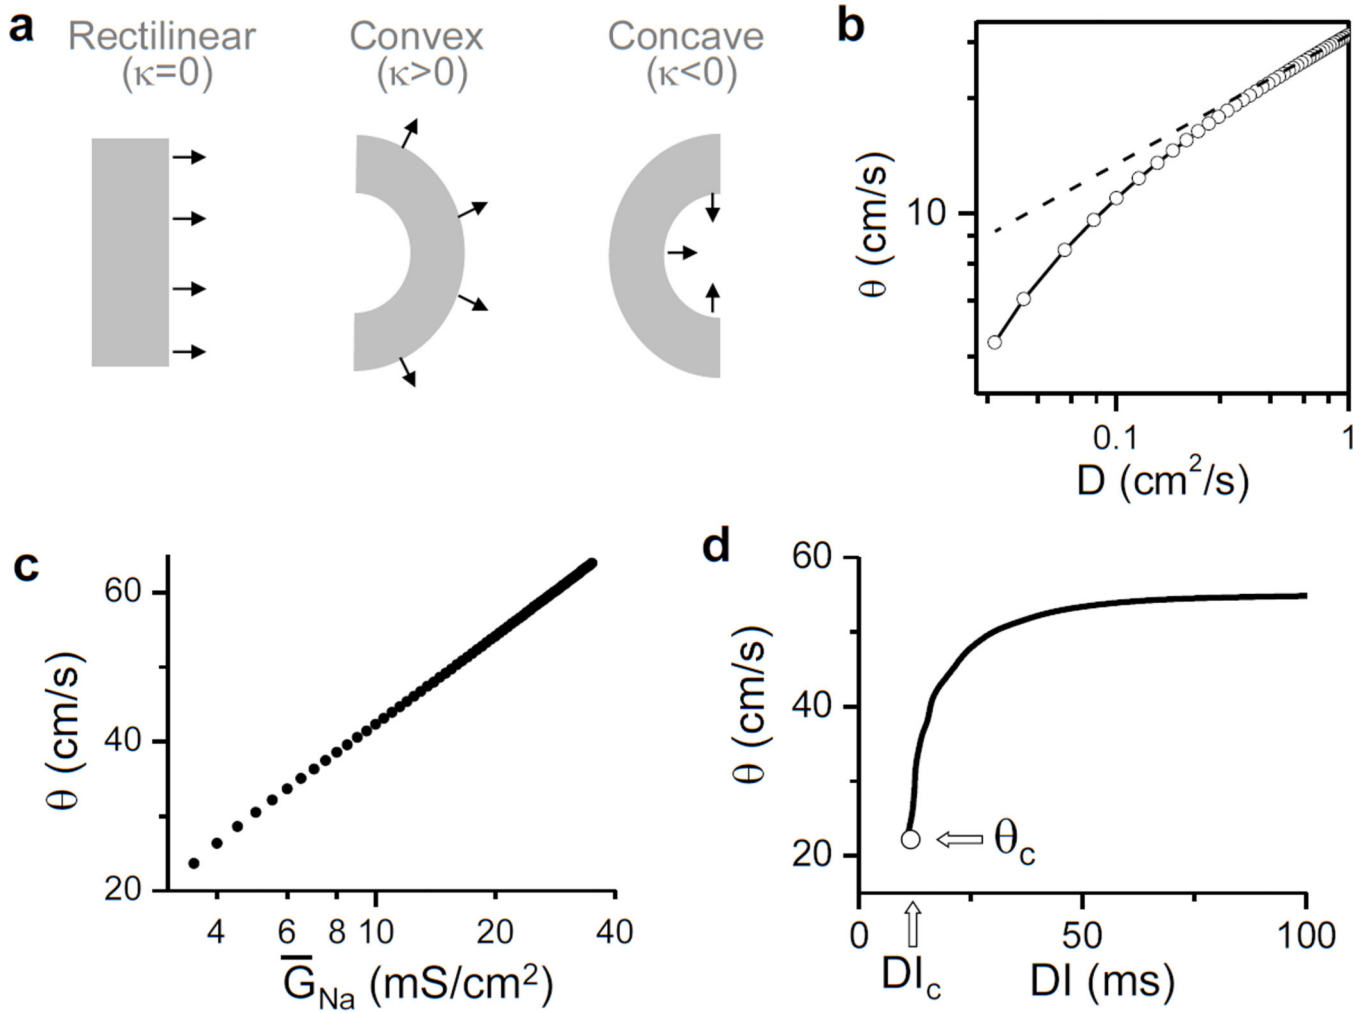 a
Rectilinear
(κ=0)
Convex
(κ>0)
Concave
(κ<0)
b
θ (cm/s)
10
0.1
1
D (cm²/s)
c
θ (cm/s)
60
40
20
4
6
8
10
20
40
G̅Na (mS/cm²)
d
θ (cm/s)
60
40
20
θc
0
50
100
DIc
DI (ms)